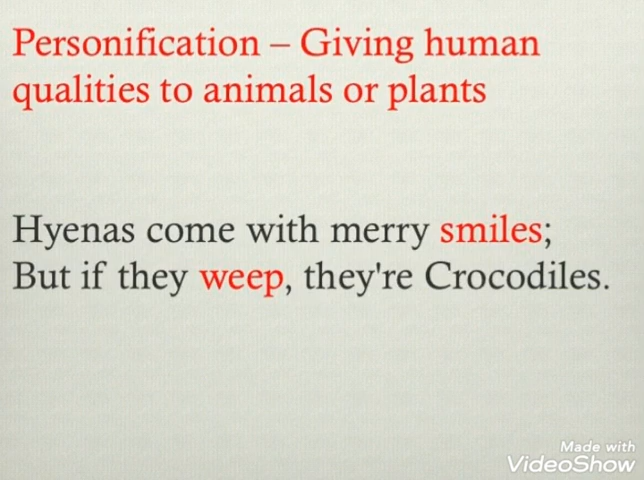 Personification – Giving human
qualities to animals or plants
Hyenas come with merry smiles;
But if they weep, they're Crocodiles.
Made with
VideoShow